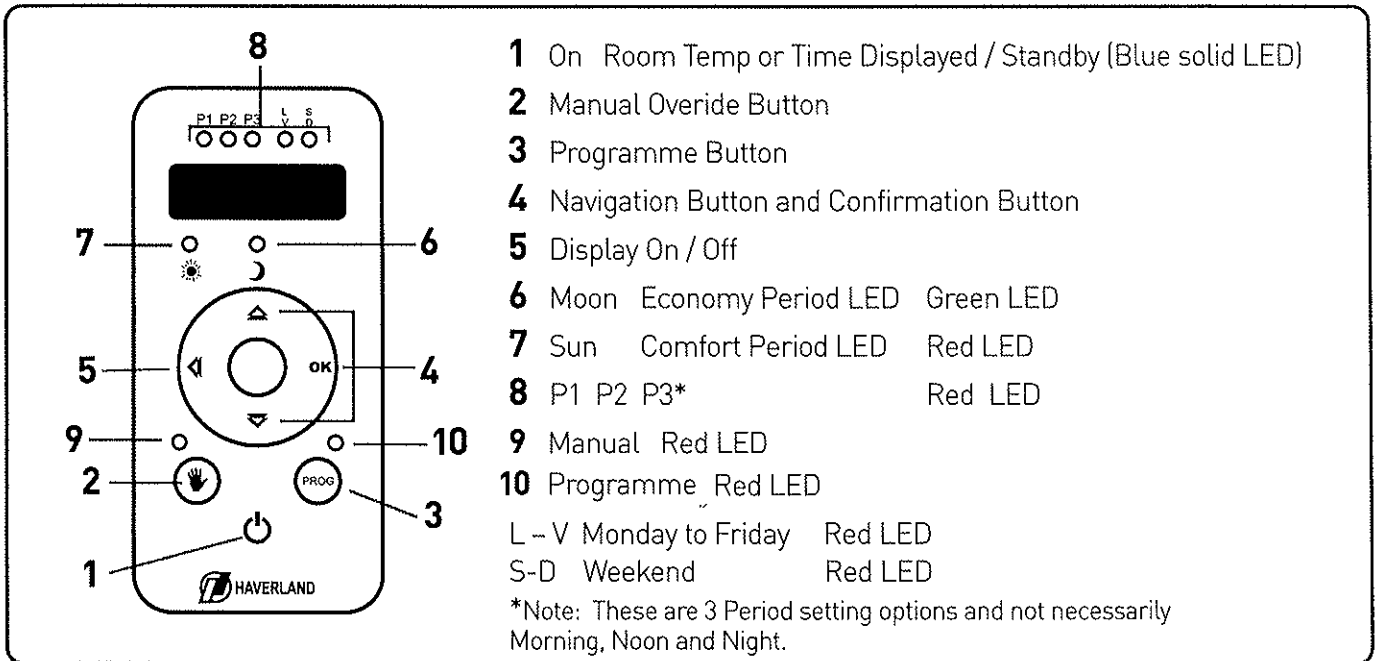 8
P1 P2 P3 L V S D
7
6
5
OK
4
9
10
2
PROG
3
1
HAVERLAND
1 On Room Temp or Time Displayed / Standby (Blue solid LED)
2 Manual Overide Button
3 Programme Button
4 Navigation Button and Confirmation Button
5 Display On / Off
6 Moon Economy Period LED Green LED
7 Sun Comfort Period LED Red LED
8 P1 P2 P3* Red LED
9 Manual Red LED
10 Programme Red LED
L – V Monday to Friday Red LED
S-D Weekend Red LED
*Note: These are 3 Period setting options and not necessarily
Morning, Noon and Night.